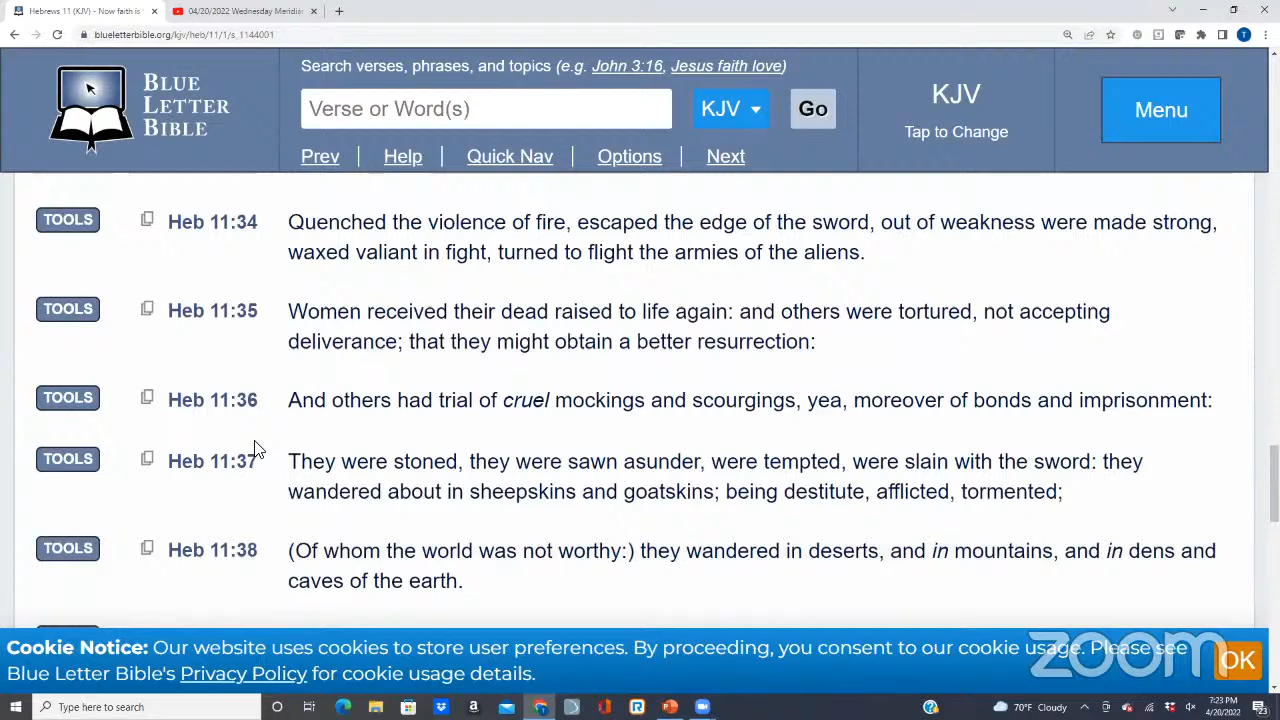 Hebrews 11 (KJV) - Now faith is
04/20/2022 Wednesday Meridia
blueletterbible.org/kjv/heb/11/1/s_1144001
BLUE
LETTER
BIBLE
Search verses, phrases, and topics (e.g. John 3:16, Jesus faith love)
Verse or Word(s)
KJV
Go
Prev
Help
Quick Nav
Options
Next
KJV
Tap to Change
Menu
TOOLS Heb 11:34 Quenched the violence of fire, escaped the edge of the sword, out of weakness were made strong,
waxed valiant in fight, turned to flight the armies of the aliens.
TOOLS Heb 11:35 Women received their dead raised to life again: and others were tortured, not accepting
deliverance; that they might obtain a better resurrection:
TOOLS Heb 11:36 And others had trial of cruel mockings and scourgings, yea, moreover of bonds and imprisonment:
TOOLS Heb 11:37 They were stoned, they were sawn asunder, were tempted, were slain with the sword: they
wandered about in sheepskins and goatskins; being destitute, afflicted, tormented;
TOOLS Heb 11:38 (Of whom the world was not worthy:) they wandered in deserts, and in mountains, and in dens and
caves of the earth.
Cookie Notice: Our website uses cookies to store user preferences. By proceeding, you consent to our cookie usage. Please see
Blue Letter Bible's Privacy Policy for cookie usage details.
OK
zoom
Type here to search
70°F Cloudy
7:23 PM
4/20/2022